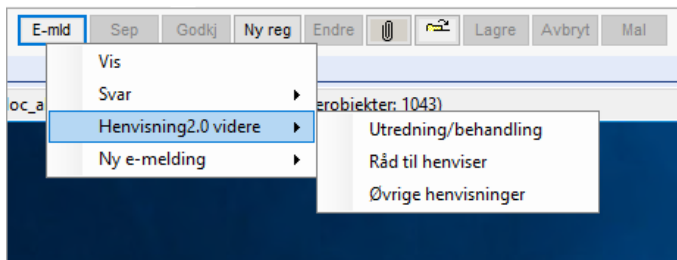 E-mld Sep Godkj Ny reg Endre Lagre Avbryt Mal
Vis
Svar
oc_a erobjekter: 1043)
Henvisning2.0 videre
Utredning/behandling
Ny e-melding
Råd til henviser
Øvrige henvisninger